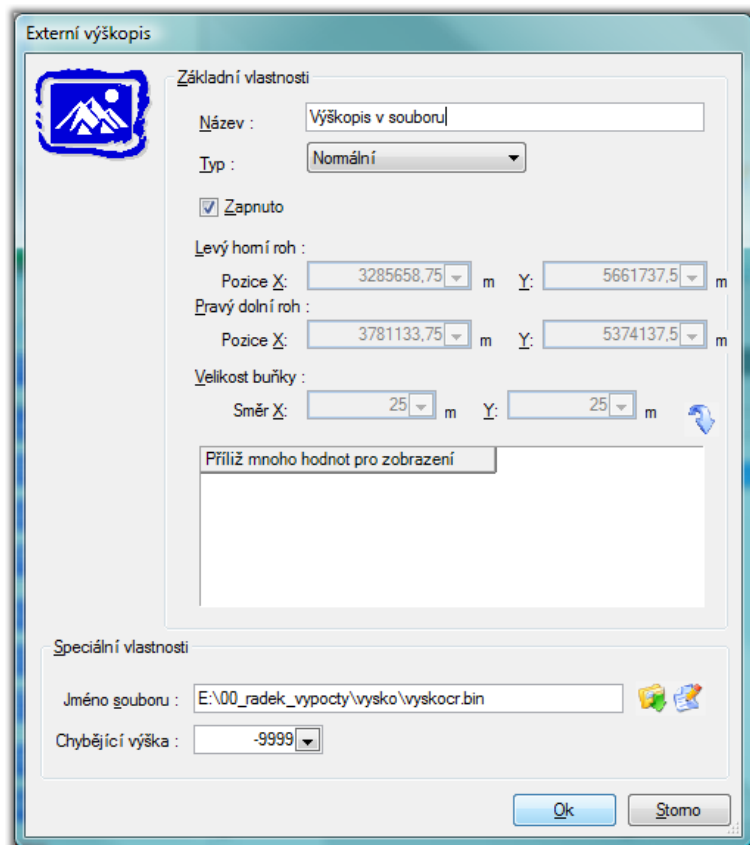 Externí výškopis
Základní vlastnosti
Název : Výškopis v souboru
Typ : Normální
Zapnuto
Levý horní roh :
Pozice X: 3285658,75 m Y: 5661737,5 m
Pravý dolní roh :
Pozice X: 3781133,75 m Y: 5374137,5 m
Velikost buňky :
Směr X: 25 m Y: 25 m
Příliž mnoho hodnot pro zobrazení
Speciální vlastnosti
Jméno souboru : E:\00_radek_vypocty\vysko\vyskocr.bin
Chybějící výška : -9999
Ok Storno